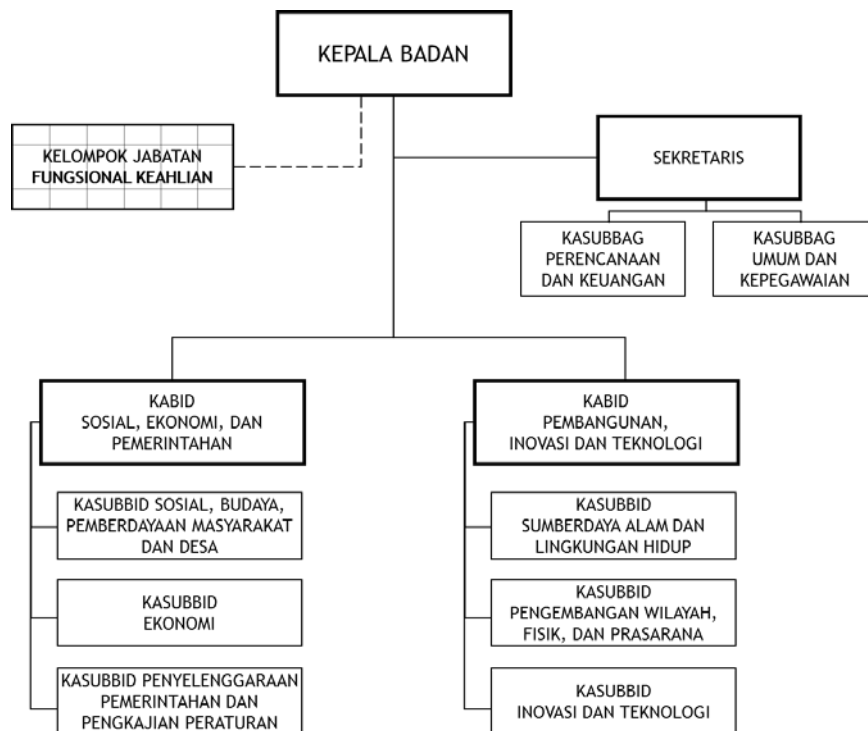 KEPALA BADAN
KELOMPOK JABATAN
FUNGSIONAL KEAHLIAN
SEKRETARIS
KASUBBAG
PERENCANAAN
DAN KEUANGAN
KASUBBAG
UMUM DAN
KEPEGAWAIAN
KABID
SOSIAL, EKONOMI, DAN
PEMERINTAHAN
KASUBBID SOSIAL, BUDAYA,
PEMBERDAYAAN MASYARAKAT
DAN DESA
KASUBBID
EKONOMI
KASUBBID PENYELENGGARAAN
PEMERINTAHAN DAN
PENGKAJIAN PERATURAN
KABID
PEMBANGUNAN,
INOVASI DAN TEKNOLOGI
KASUBBID
SUMBERDAYA ALAM DAN
LINGKUNGAN HIDUP
KASUBBID
PENGEMBANGAN WILAYAH,
FISIK, DAN PRASARANA
KASUBBID
INOVASI DAN TEKNOLOGI